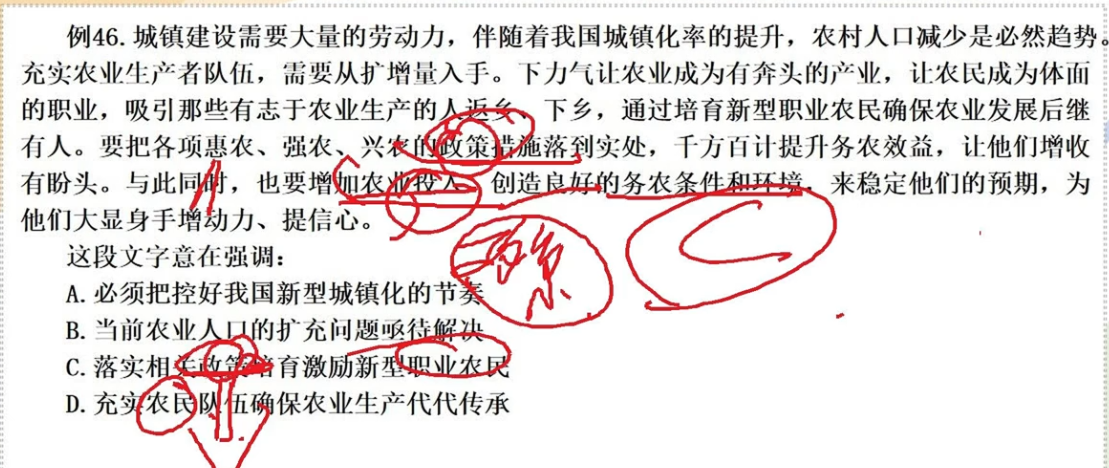 例46.城镇建设需要大量的劳动力，伴随着我国城镇化率的提升，农村人口减少是必然趋势。
充实农业生产者队伍，需要从扩增量入手。下力气让农业成为有奔头的产业，让农民成为体面
的职业，吸引那些有志于农业生产的人返乡、下乡，通过培育新型职业农民确保农业发展后继
有人。要把各项惠农、强农、兴农的政策措施落到实处，千方百计提升务农效益，让他们增收
有盼头。与此同时，也要增加农业投入，创造良好的务农条件和环境，来稳定他们的预期，为
他们大显身手增动力、提信心。
这段文字意在强调：
A.必须把控好我国新型城镇化的节奏
B.当前农业人口的扩充问题亟待解决
C.落实相关政策培育激励新型职业农民
D.充实农民队伍确保农业生产代代传承